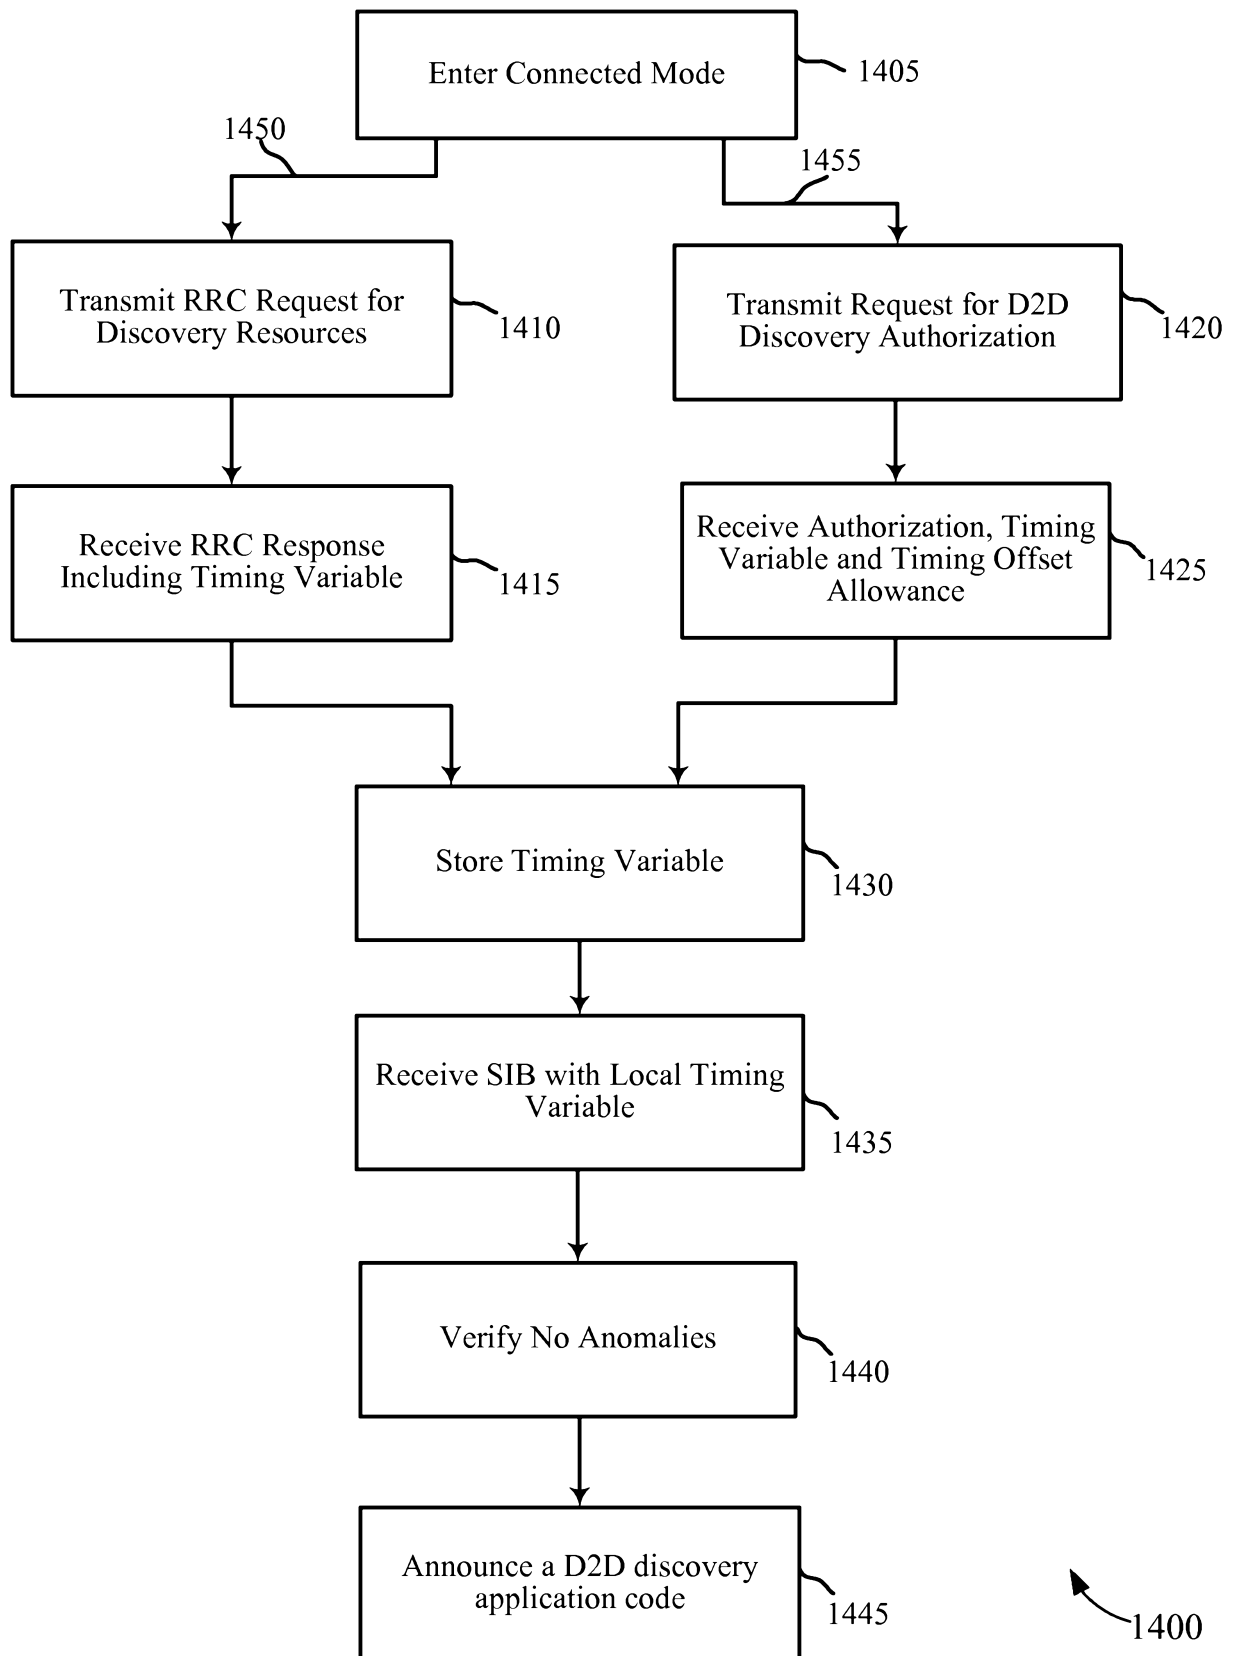 Enter Connected Mode
1405
1450
1455
Transmit RRC Request for
Discovery Resources
1410
Transmit Request for D2D
Discovery Authorization
1420
Receive RRC Response
Including Timing Variable
1415
Receive Authorization, Timing
Variable and Timing Offset
Allowance
1425
Store Timing Variable
1430
Receive SIB with Local Timing
Variable
1435
Verify No Anomalies
1440
Announce a D2D discovery
application code
1445
1400